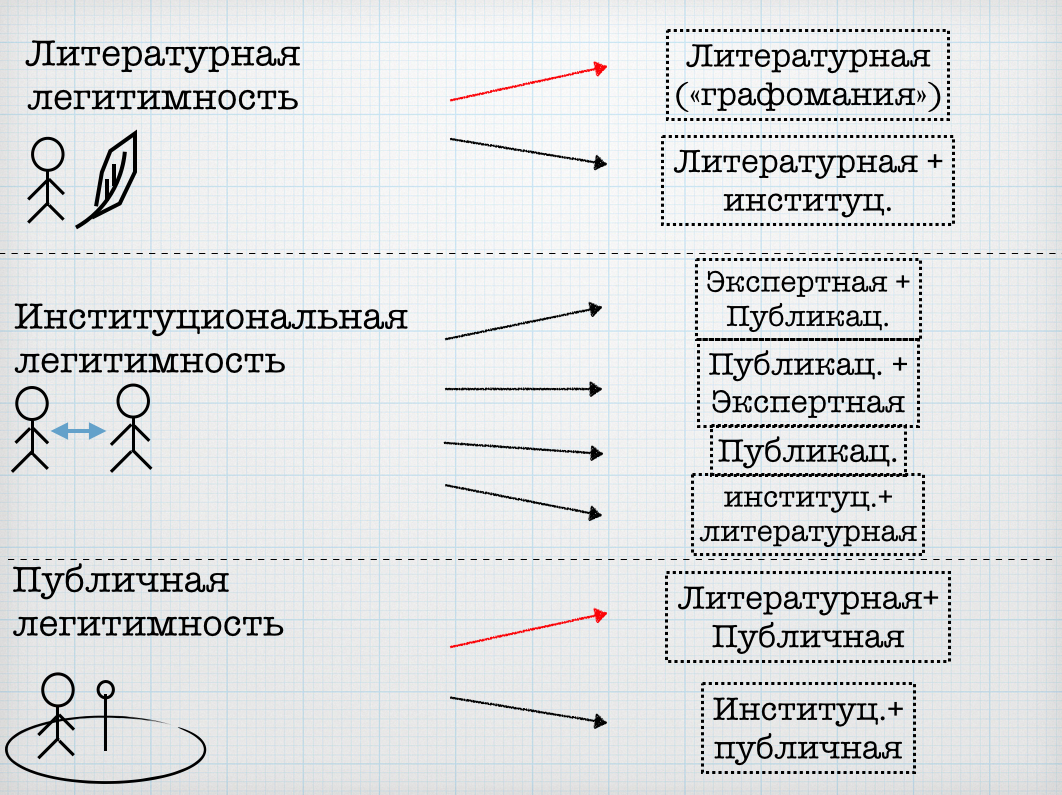 Литературная
легитимность
Литературная
(«графомания»)
Литературная +
институц.
Институциональная
легитимность
Экспертная +
Публикац.
Публикац. +
Экспертная
Публикац.
институц.+
литературная
Публичная
легитимность
Литературная+
Публичная
Институц.+
публичная